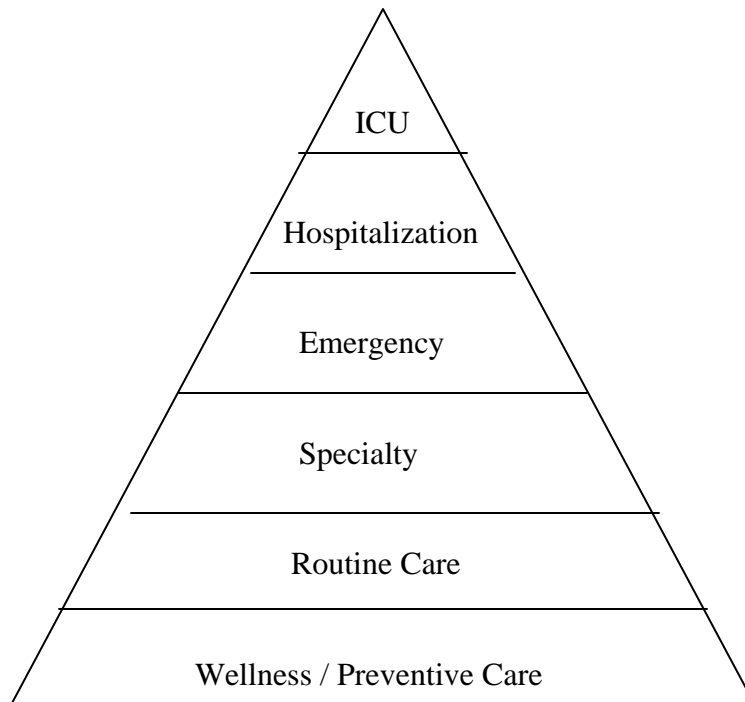 ICU
Hospitalization
Emergency
Specialty
Routine Care
Wellness / Preventive Care